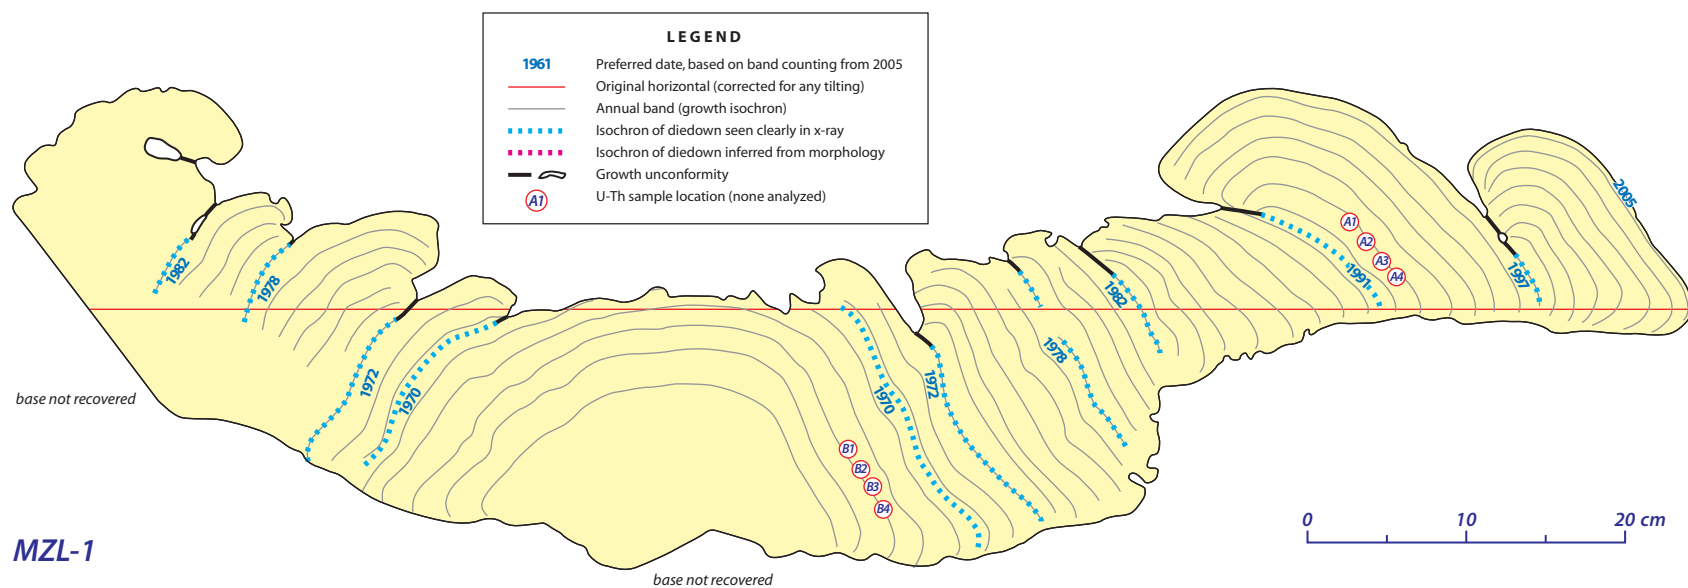 LEGEND
1961 Preferred date, based on band counting from 2005
Original horizontal (corrected for any tilting)
Annual band (growth isochron)
Isochron of diedown seen clearly in x-ray
Isochron of diedown inferred from morphology
Growth unconformity
A1 U-Th sample location (none analyzed)
2005
A1
A2
A3
A4
1982
1978
1991
1997
1982
1978
1972
1970
1970
1972
base not recovered
B1
B2
B3
B4
0 10 20 cm
MZL-1
base not recovered